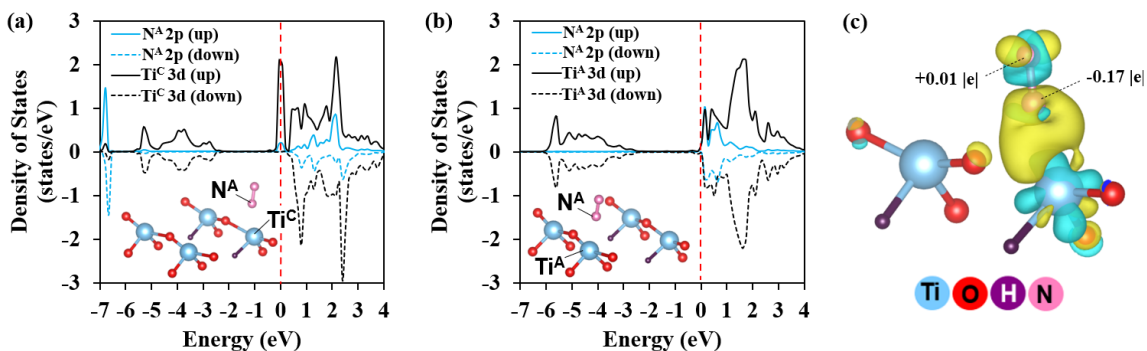 (a)
Density of States
(states/eV)
3
2
1
0
-1
-2
-3
N^A 2p (up)
N^A 2p (down)
Ti^C 3d (up)
Ti^C 3d (down)
N^A
Ti^C
-7 -6 -5 -4 -3 -2 -1 0 1 2 3 4
Energy (eV)
(b)
Density of States
(states/eV)
3
2
1
0
-1
-2
-3
N^A 2p (up)
N^A 2p (down)
Ti^A 3d (up)
Ti^A 3d (down)
N^A
Ti^A
-7 -6 -5 -4 -3 -2 -1 0 1 2 3 4
Energy (eV)
(c)
+0.01 |e|
-0.17 |e|
Ti O H N